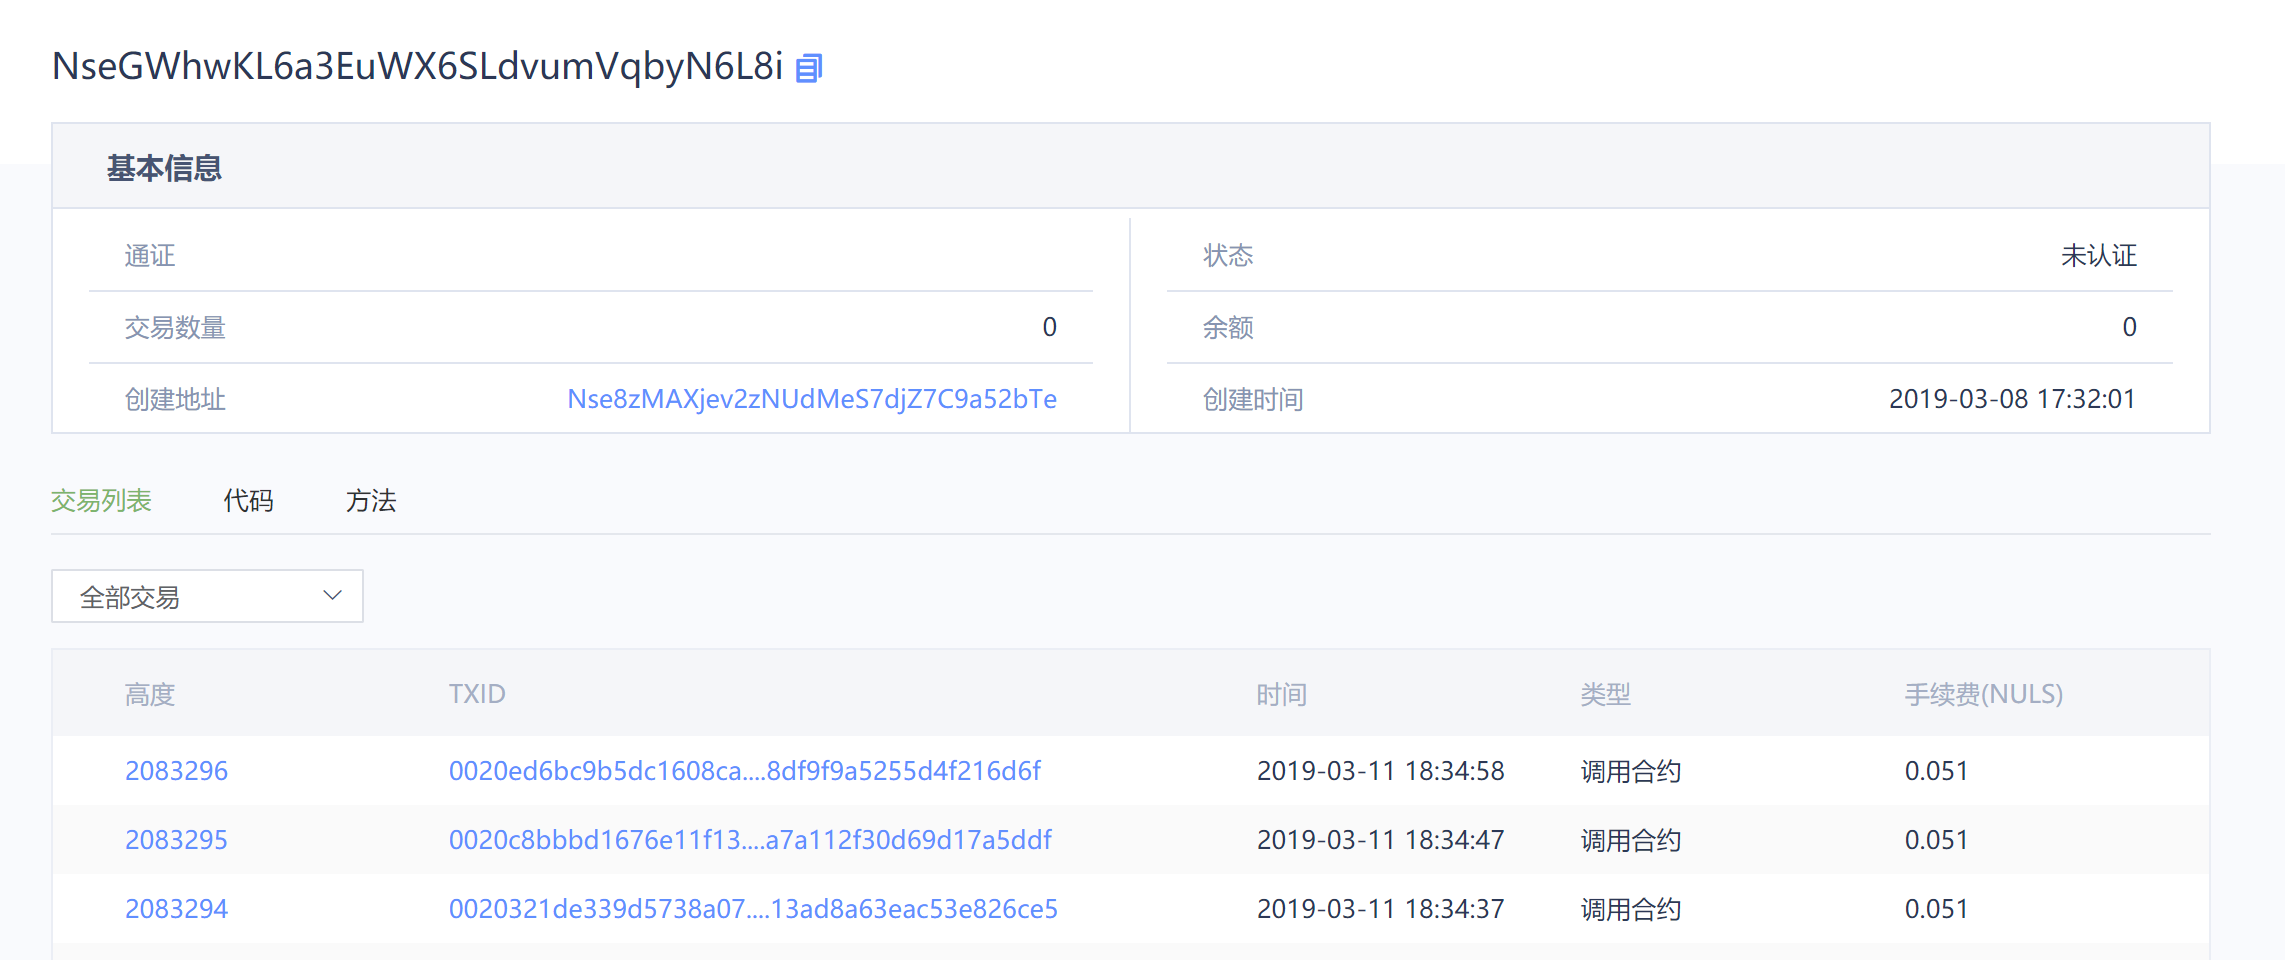 NseGWhwKL6a3EuWX6SLdvumVqbyN6L8i
基本信息
通证
状态 未认证
交易数量 0
余额 0
创建地址 Nse8zMAXjev2zNUdMeS7djZ7C9a52bTe
创建时间 2019-03-08 17:32:01
交易列表 代码 方法
全部交易
高度 TXID 时间 类型 手续费(NULS)
2083296 0020ed6bc9b5dc1608ca....8df9f9a5255d4f216d6f 2019-03-11 18:34:58 调用合约 0.051
2083295 0020c8bbbd1676e11f13....a7a112f30d69d17a5ddf 2019-03-11 18:34:47 调用合约 0.051
2083294 0020321de339d5738a07....13ad8a63eac53e826ce5 2019-03-11 18:34:37 调用合约 0.051